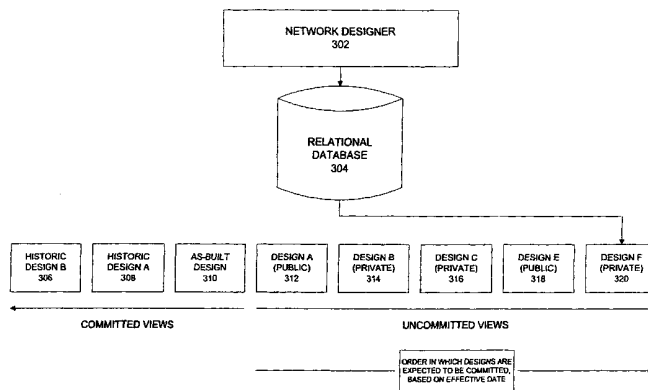 NETWORK DESIGNER
302
RELATIONAL
DATABASE
304
HISTORIC
DESIGN B
306
HISTORIC
DESIGN A
308
AS-BUILT
DESIGN
310
DESIGN A
(PUBLIC)
312
DESIGN B
(PRIVATE)
314
DESIGN C
(PRIVATE)
316
DESIGN E
(PUBLIC)
318
DESIGN F
(PRIVATE)
320
COMMITTED VIEWS
UNCOMMITTED VIEWS
ORDER IN WHICH DESIGNS ARE
EXPECTED TO BE COMMITTED,
BASED ON EFFECTIVE DATE